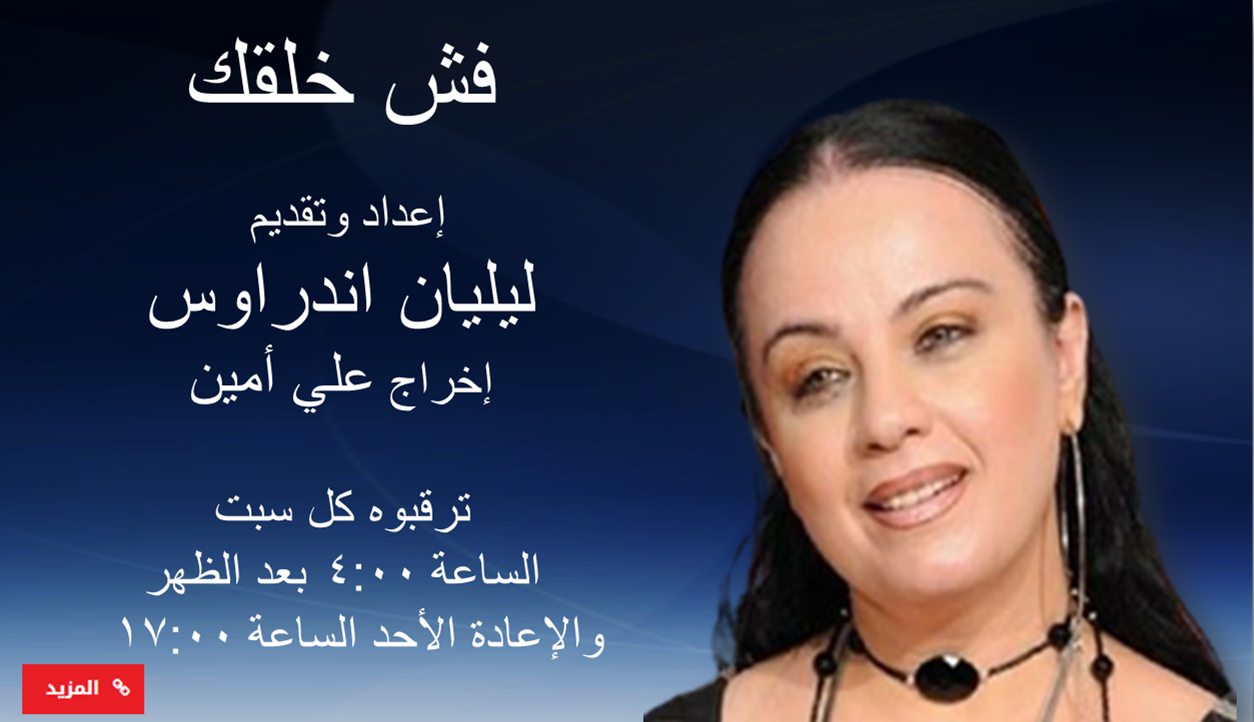 فش خلقك
إعداد وتقديم
ليليان اندراوس
إخراج علي أمين
ترقبوه كل سبت
الساعة ٤:٠٠ بعد الظهر
والإعادة الأحد الساعة ١٧:٠٠
المزيد